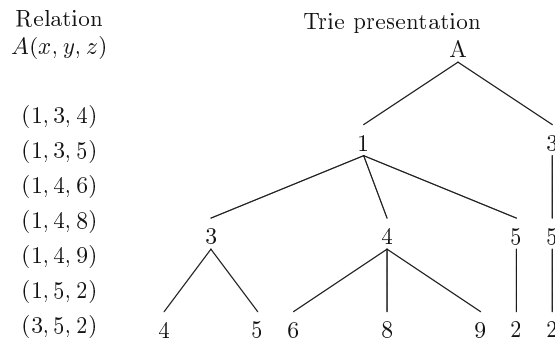 Relation
A(x, y, z)
(1, 3, 4)
(1, 3, 5)
(1, 4, 6)
(1, 4, 8)
(1, 4, 9)
(1, 5, 2)
(3, 5, 2)
Trie presentation
A
1 3
3 4 5 5
4 5 6 8 9 2 2